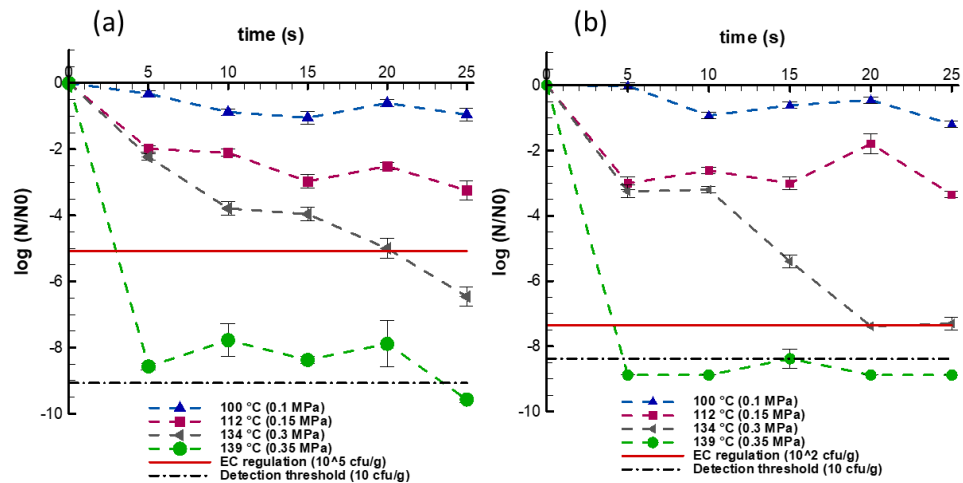 (a)
time (s)
0 5 10 15 20 25
0
-2
-4
-6
-8
-10
log (N/N0)
100 °C (0.1 MPa)
112 °C (0.15 MPa)
134 °C (0.3 MPa)
139 °C (0.35 MPa)
EC regulation (10^5 cfu/g)
Detection threshold (10 cfu/g)
(b)
time (s)
0 5 10 15 20 25
0
-2
-4
-6
-8
-10
log (N/N0)
100 °C (0.1 MPa)
112 °C (0.15 MPa)
134 °C (0.3 MPa)
139 °C (0.35 MPa)
EC regulation (10^2 cfu/g)
Detection threshold (10 cfu/g)